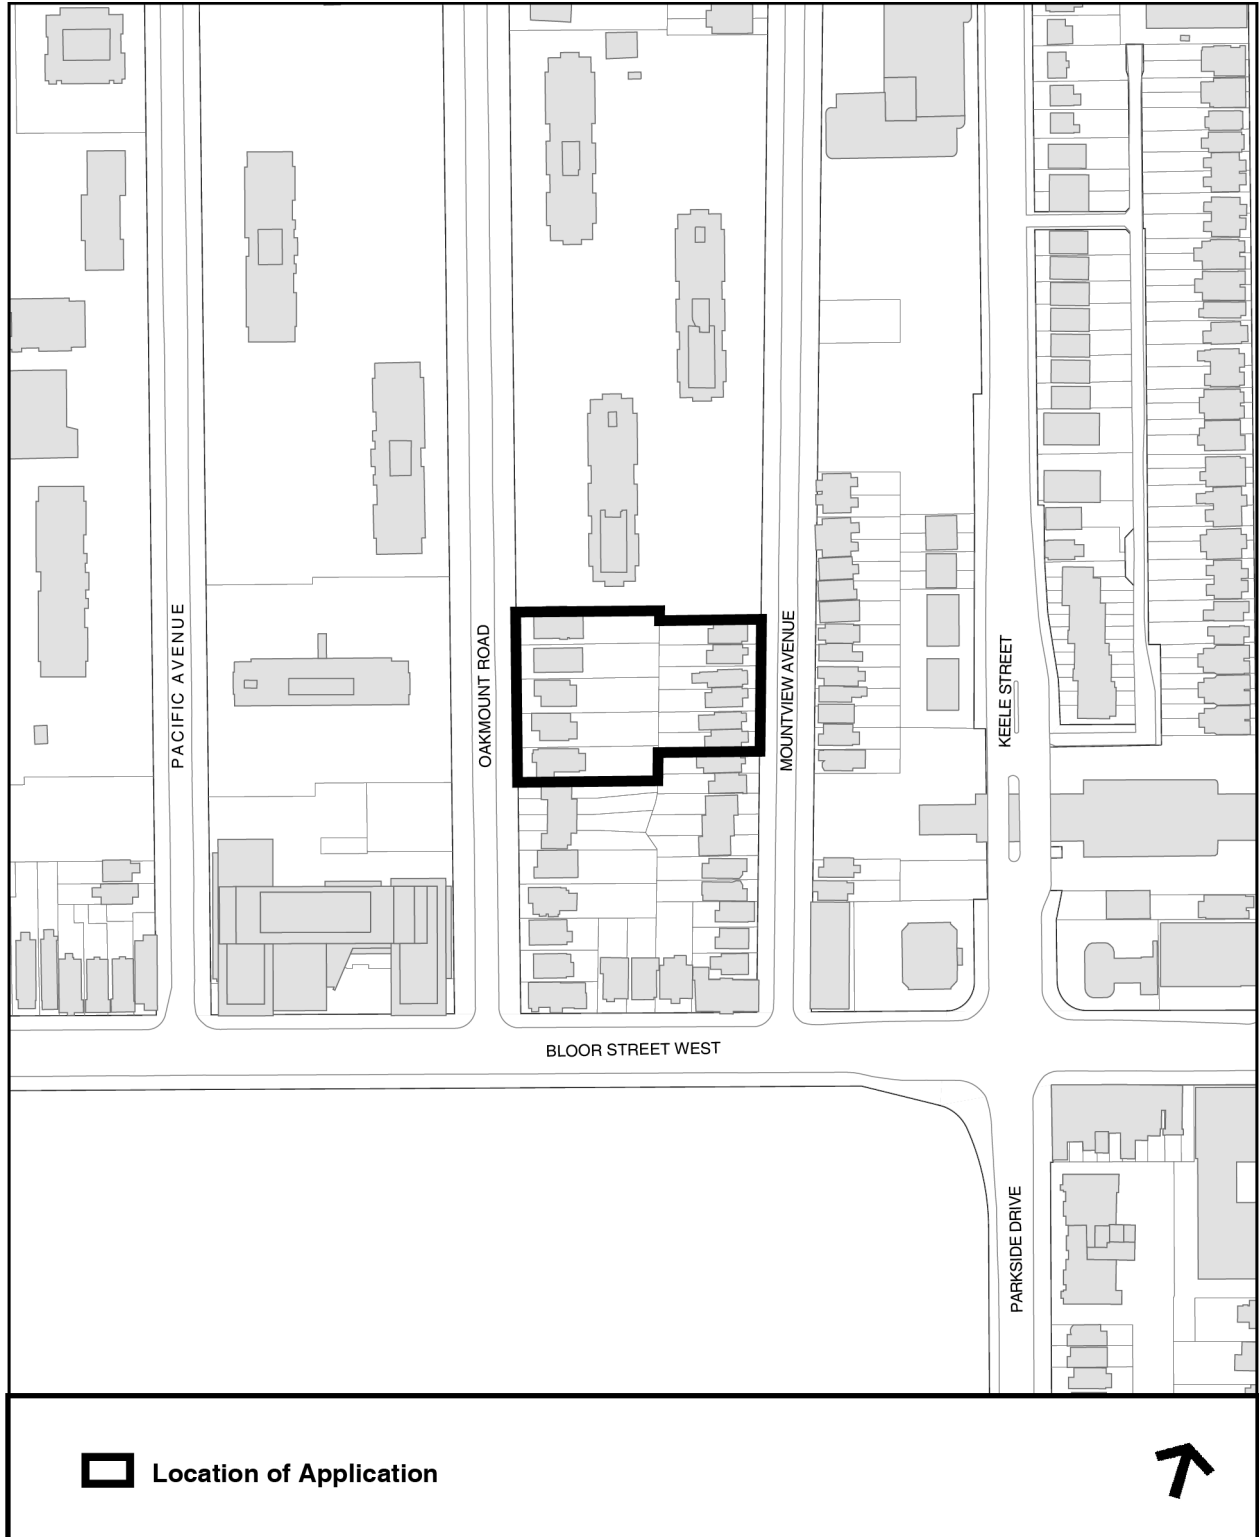 PACIFIC AVENUE
OAKMOUNT ROAD
MOUNTVIEW AVENUE
KEELE STREET
BLOOR STREET WEST
PARKSIDE DRIVE
Location of Application